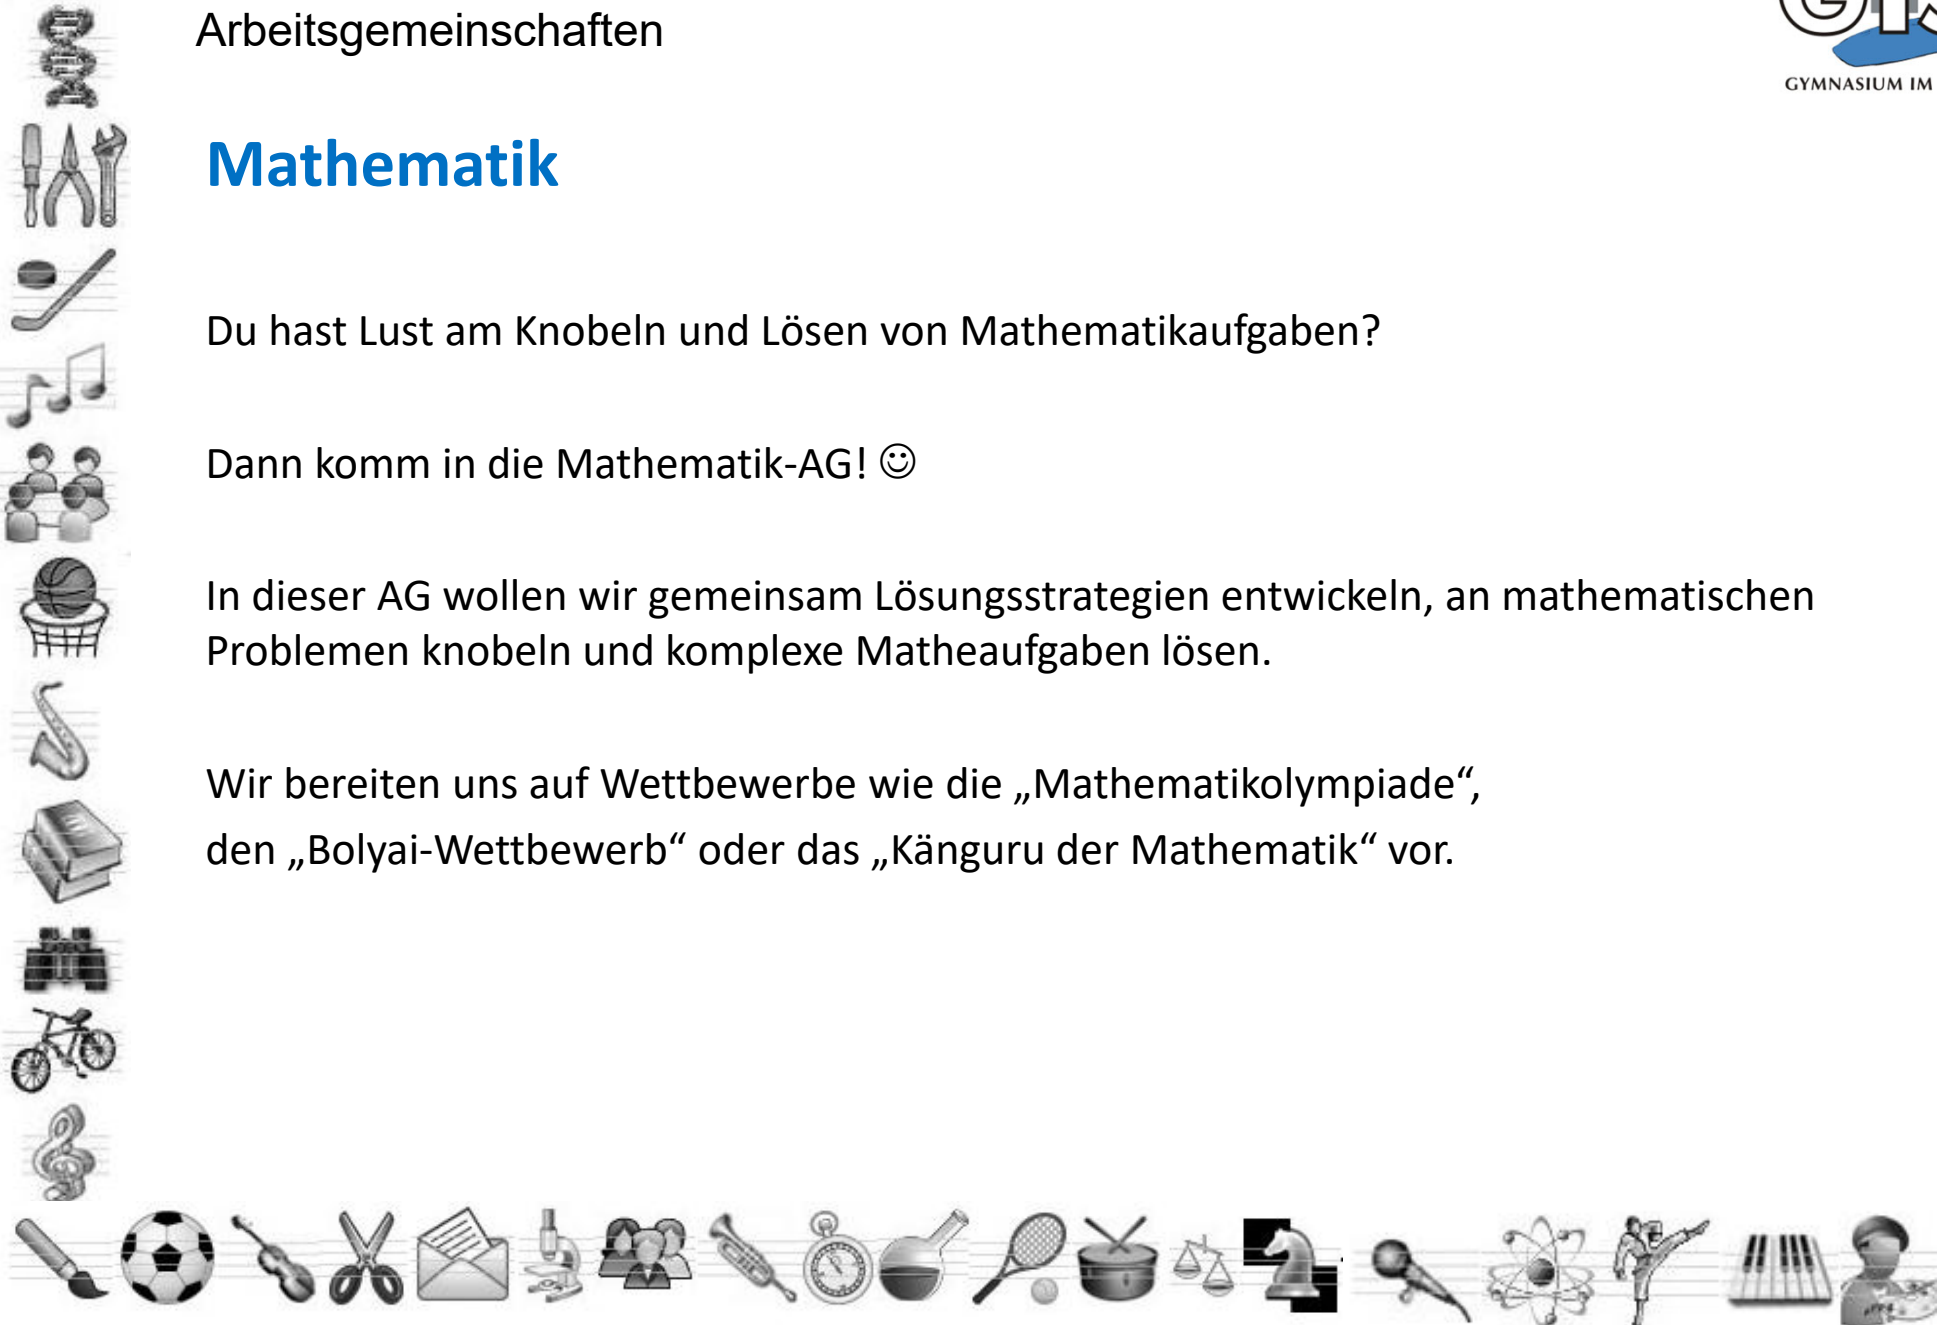 Arbeitsgemeinschaften
GYMNASIUM IM
Mathematik
Du hast Lust am Knobeln und Lösen von Mathematikaufgaben?
Dann komm in die Mathematik-AG! ☺
In dieser AG wollen wir gemeinsam Lösungsstrategien entwickeln, an mathematischen
Problemen knobeln und komplexe Matheaufgaben lösen.
Wir bereiten uns auf Wettbewerbe wie die „Mathematikolympiade“,
den „Bolyai-Wettbewerb“ oder das „Känguru der Mathematik“ vor.